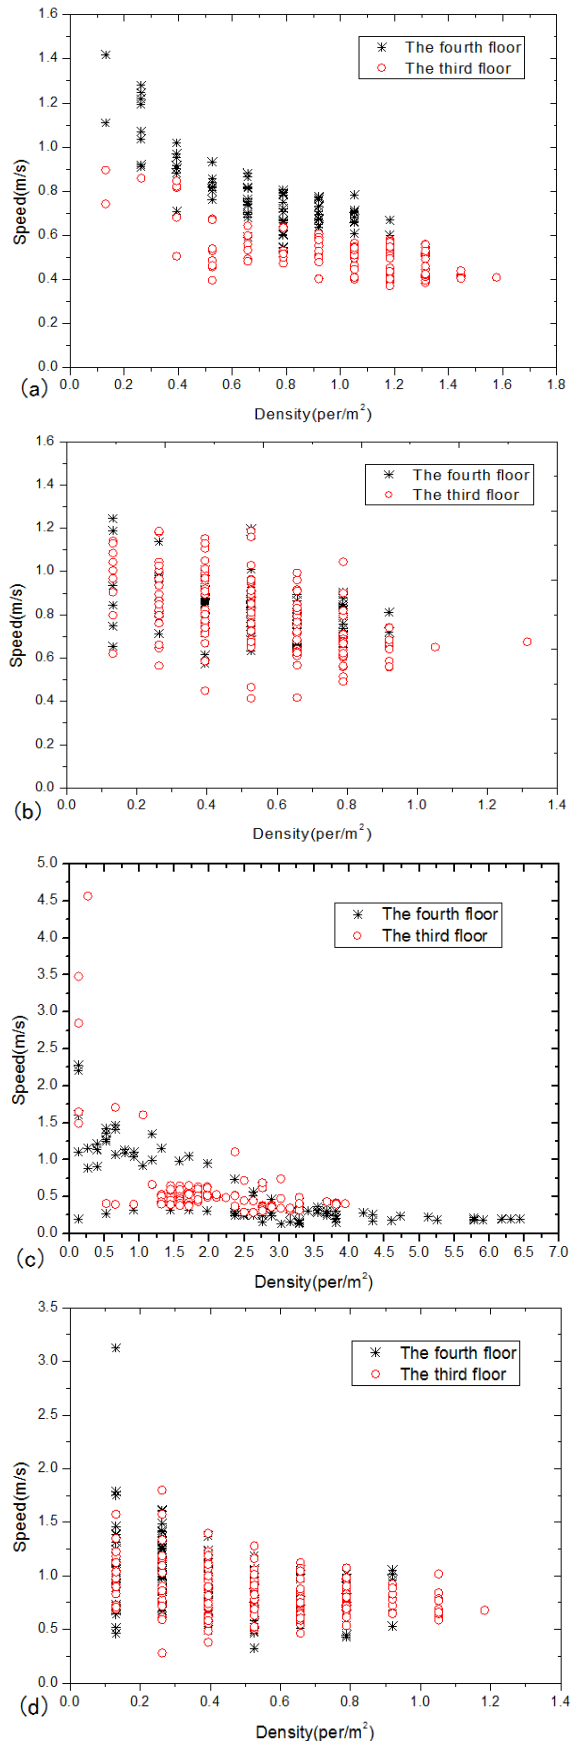 1.6
1.4
1.2
1.0
0.8
0.6
0.4
0.2
0.0
Speed(m/s)
The fourth floor
The third floor
0.0 0.2 0.4 0.6 0.8 1.0 1.2 1.4 1.6 1.8
(a)
Density(per/m²)
1.6
1.4
1.2
1.0
0.8
0.6
0.4
0.2
0.0
Speed(m/s)
The fourth floor
The third floor
0.0 0.2 0.4 0.6 0.8 1.0 1.2 1.4
(b)
Density(per/m²)
5.0
4.5
4.0
3.5
3.0
2.5
2.0
1.5
1.0
0.5
0.0
Speed(m/s)
The fourth floor
The third floor
0.0 0.5 1.0 1.5 2.0 2.5 3.0 3.5 4.0 4.5 5.0 5.5 6.0 6.5 7.0
(c)
Density(per/m²)
3.5
3.0
2.5
2.0
1.5
1.0
0.5
0.0
Speed(m/s)
The fourth floor
The third floor
0.0 0.2 0.4 0.6 0.8 1.0 1.2 1.4
(d)
Density(per/m²)